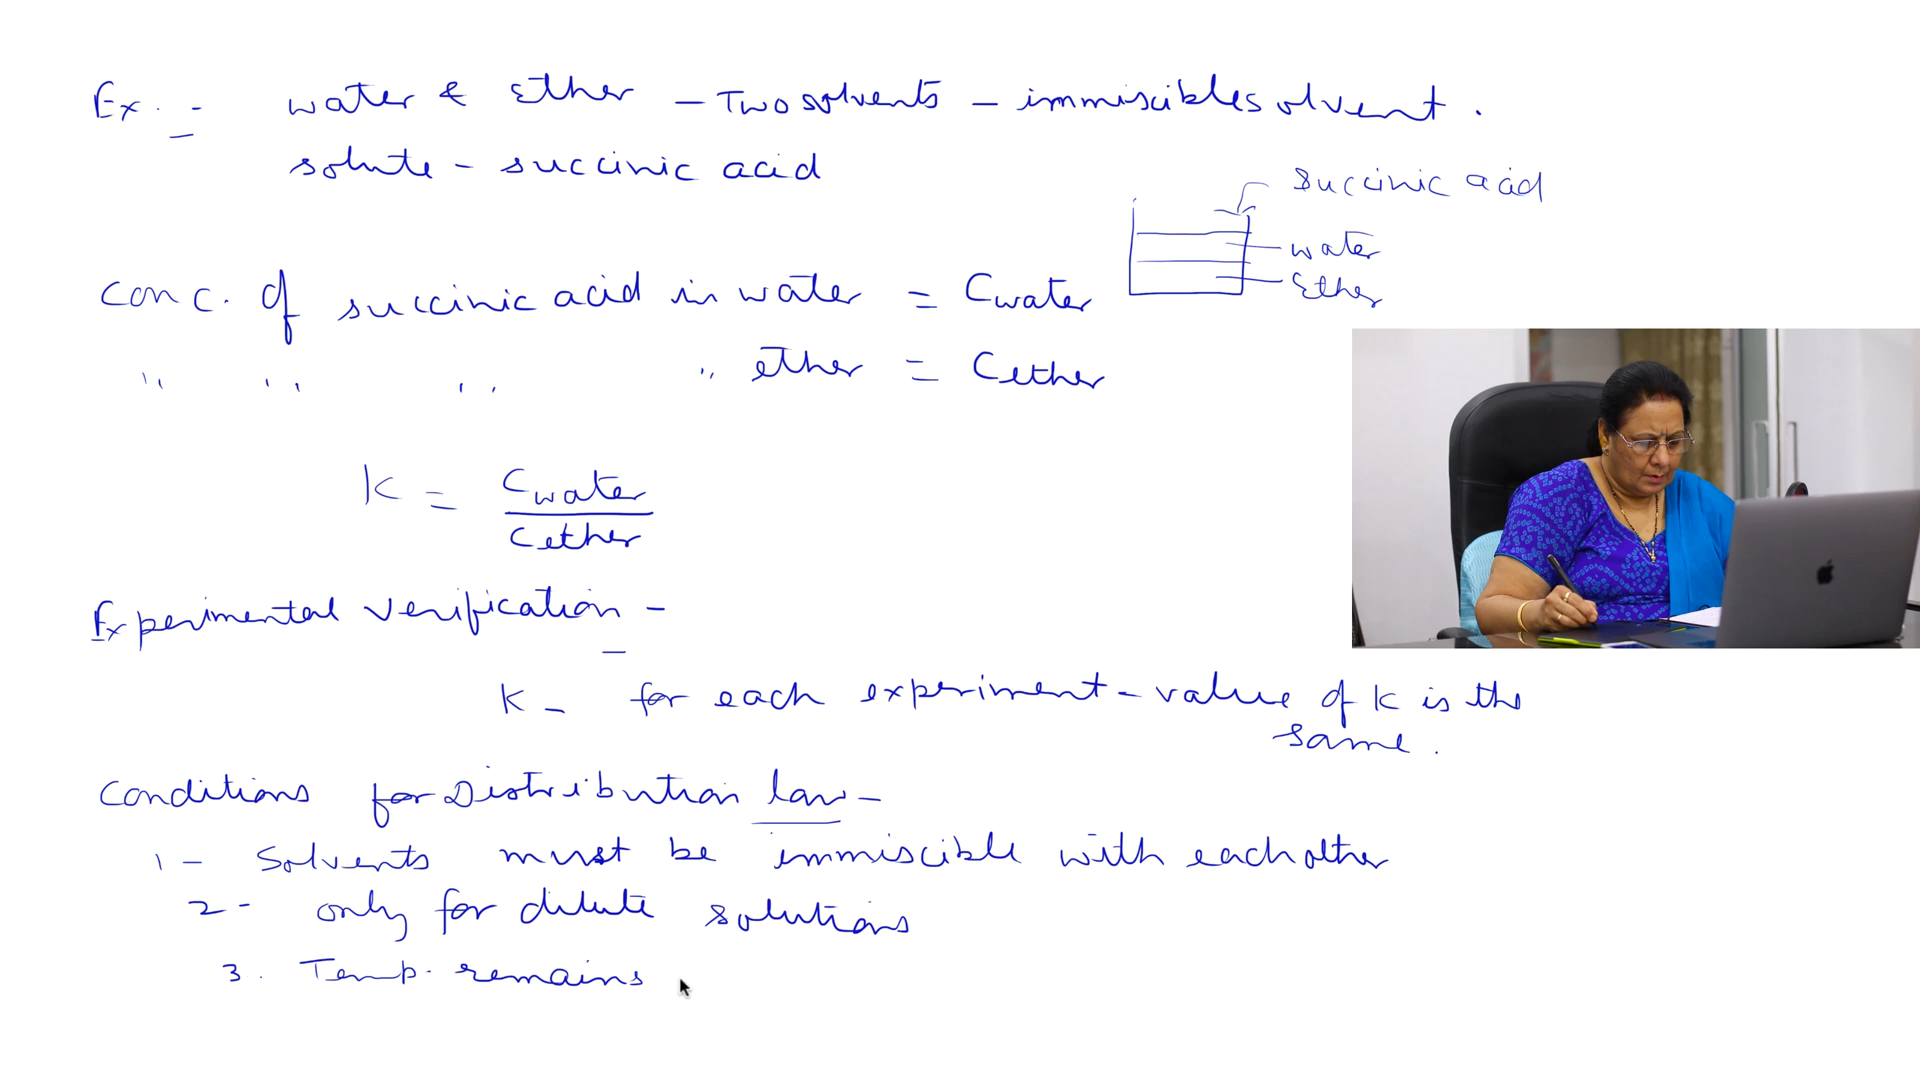 Ex. - water & Ether - Two solvents - immiscible solvent.
solute - succinic acid
succinic acid
water
Ether
conc. of succinic acid in water = Cwater
" " " " ether = Cether
K = Cwater
Cether
Experimental verification -
K - for each experiment - value of K is the
same.
Conditions for Distribution law -
1 - Solvents must be immiscible with each other
2 - only for dilute solutions
3. Temp. remains